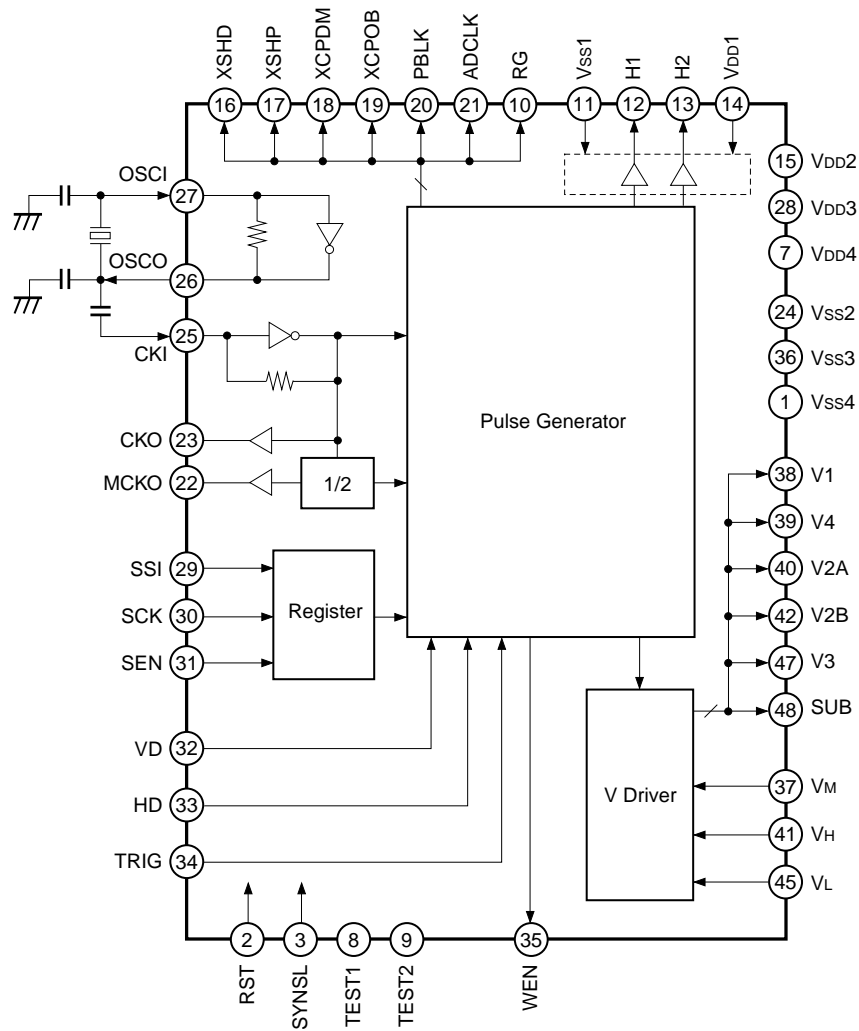 XSHD XSHP XCPDM XCPOB PBLK ADCLK RG VSS1 H1 H2 VDD1
16 17 18 19 20 21 10 11 12 13 14
15 VDD2
OSCI 27
28 VDD3
7 VDD4
OSCO 26
24 VSS2
25
CKI
36 VSS3
1 VSS4
Pulse Generator
CKO 23
MCKO 22
1/2
38 V1
39 V4
SSI 29
40 V2A
SCK 30
Register
42 V2B
SEN 31
47 V3
48 SUB
VD 32
V Driver
37 VM
HD 33
41 VH
TRIG 34
45 VL
2 3 8 9 35
RST SYNSL TEST1 TEST2 WEN